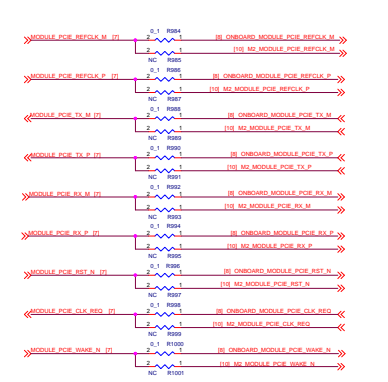 0_1 R984
MODULE_PCIE_REFCLK_M [7] 2 1 [8] ONBOARD_MODULE_PCIE_REFCLK_M
2 1 [10] M2_MODULE_PCIE_REFCLK_M
NC R985
0_1 R986
MODULE_PCIE_REFCLK_P [7] 2 1 [8] ONBOARD_MODULE_PCIE_REFCLK_P
2 1 [10] M2_MODULE_PCIE_REFCLK_P
NC R987
0_1 R988
MODULE_PCIE_TX_M [7] 2 1 [8] ONBOARD_MODULE_PCIE_TX_M
2 1 [10] M2_MODULE_PCIE_TX_M
NC R989
0_1 R990
MODULE_PCIE_TX_P [7] 2 1 [8] ONBOARD_MODULE_PCIE_TX_P
2 1 [10] M2_MODULE_PCIE_TX_P
NC R991
0_1 R992
MODULE_PCIE_RX_M [7] 2 1 [8] ONBOARD_MODULE_PCIE_RX_M
2 1 [10] M2_MODULE_PCIE_RX_M
NC R993
0_1 R994
MODULE_PCIE_RX_P [7] 2 1 [8] ONBOARD_MODULE_PCIE_RX_P
2 1 [10] M2_MODULE_PCIE_RX_P
NC R995
0_1 R996
MODULE_PCIE_RST_N [7] 2 1 [8] ONBOARD_MODULE_PCIE_RST_N
2 1 [10] M2_MODULE_PCIE_RST_N
NC R997
0_1 R998
MODULE_PCIE_CLK_REQ [7] 2 1 [8] ONBOARD_MODULE_PCIE_CLK_REQ
2 1 [10] M2_MODULE_PCIE_CLK_REQ
NC R999
0_1 R1000
MODULE_PCIE_WAKE_N [7] 2 1 [8] ONBOARD_MODULE_PCIE_WAKE_N
2 1 [10] M2_MODULE_PCIE_WAKE_N
NC R1001